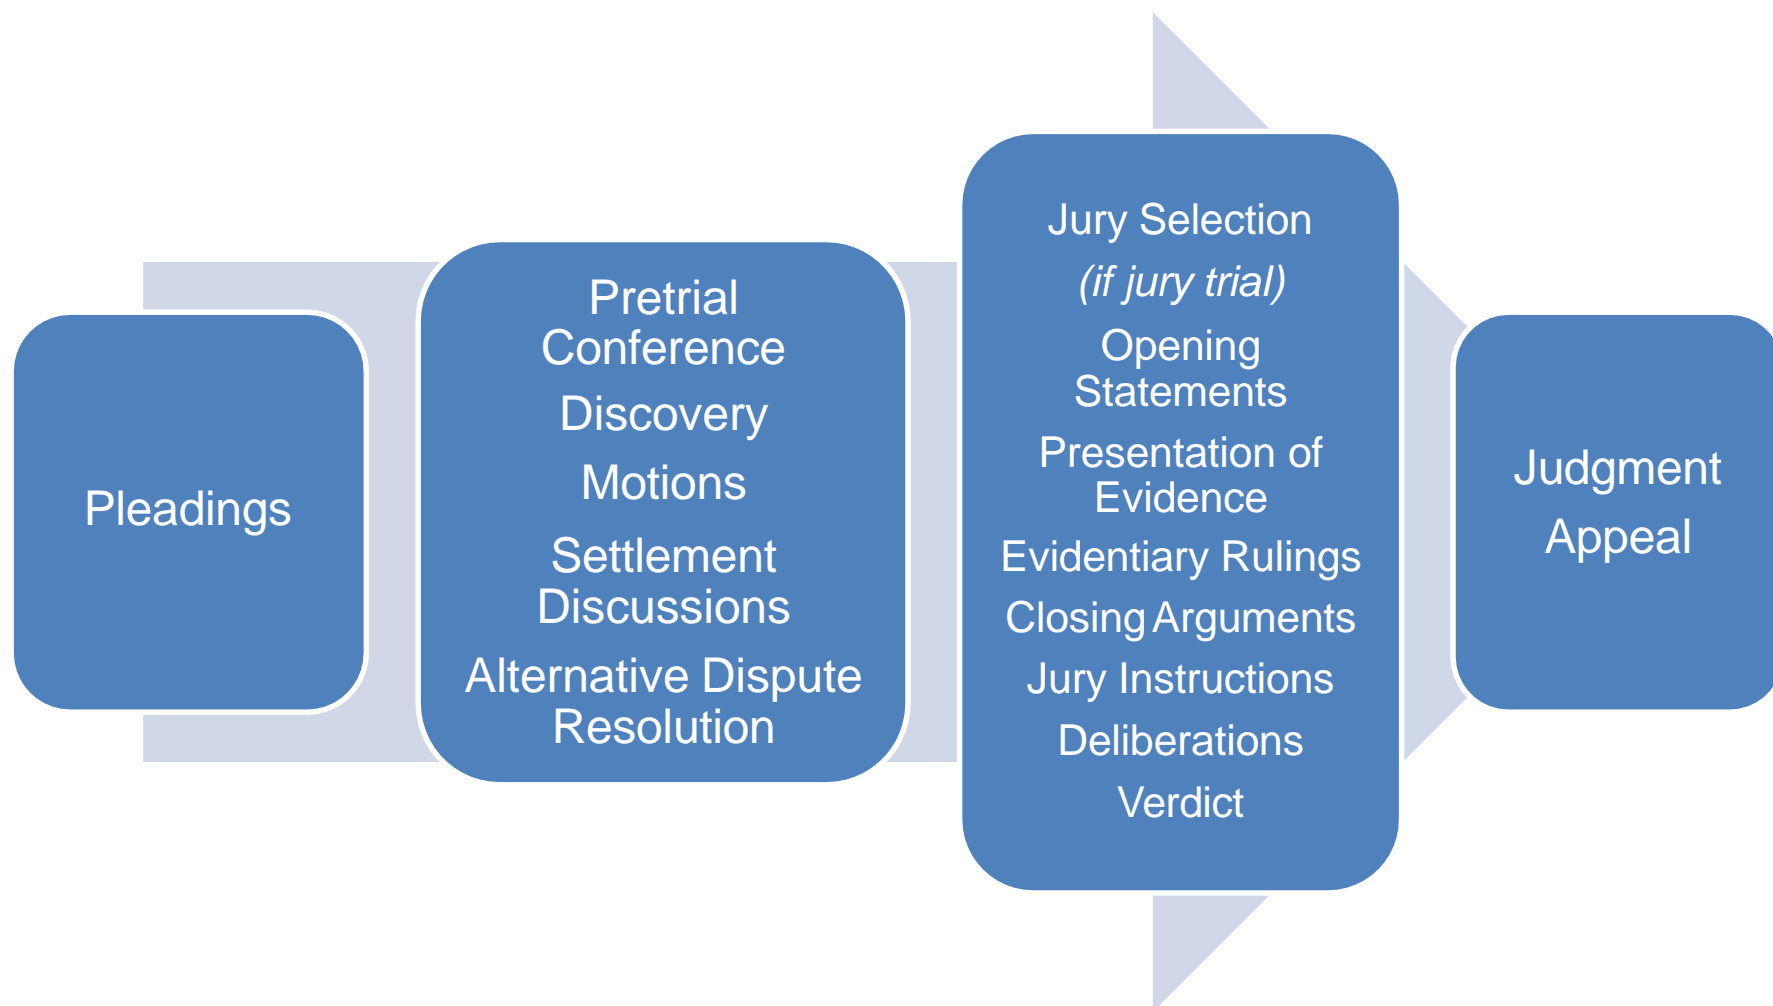 Pleadings
Pretrial
Conference
Discovery
Motions
Settlement
Discussions
Alternative Dispute
Resolution
Jury Selection
(if jury trial)
Opening
Statements
Presentation of
Evidence
Evidentiary Rulings
Closing Arguments
Jury Instructions
Deliberations
Verdict
Judgment
Appeal